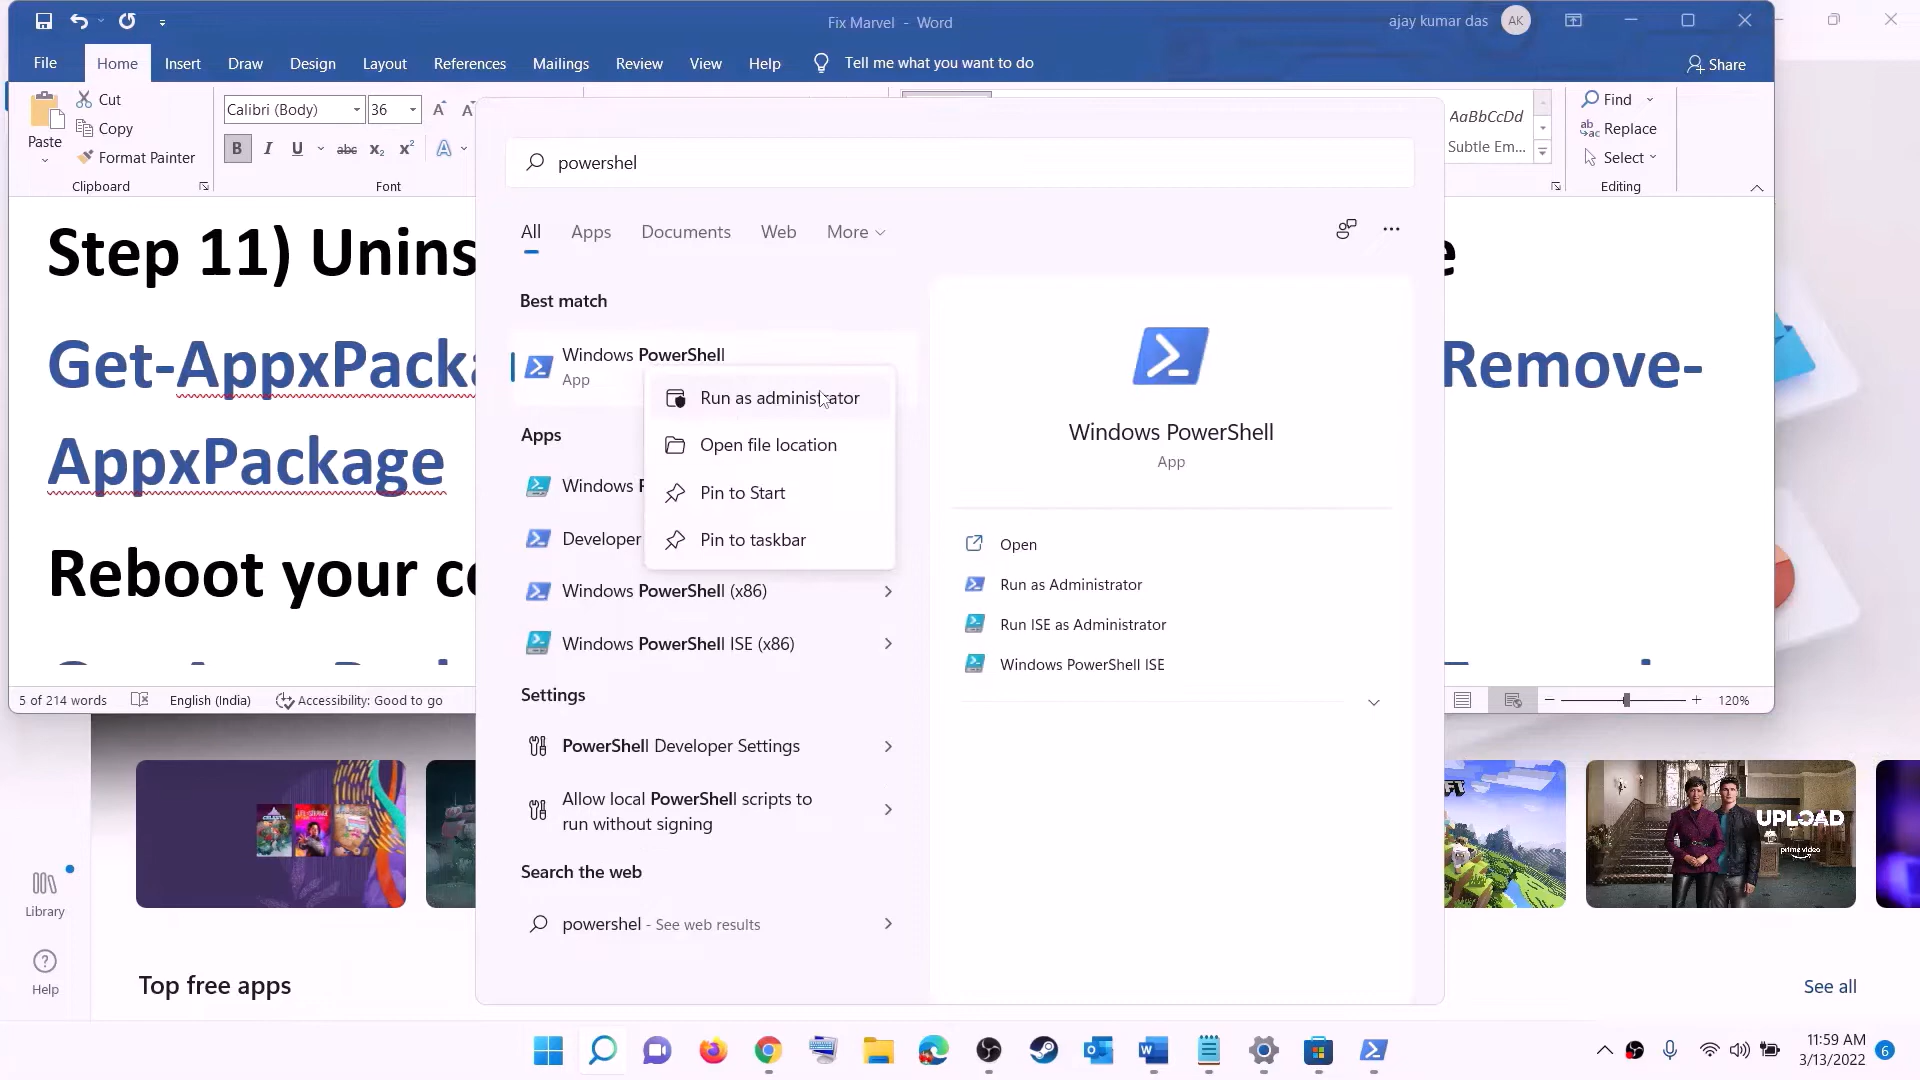 Fix Marvel - Word
ajay kumar das
AK
File
Home
Insert
Draw
Design
Layout
References
Mailings
Review
View
Help
Tell me what you want to do
Share
Paste
Cut
Copy
Format Painter
Clipboard
Calibri (Body)
36
Font
AaBbCcDd
Subtle Em...
Find
Replace
Select
Editing
Step 11) Unins
Get-AppxPacka
Remove-
AppxPackage
Reboot your co
powershel
All
Apps
Documents
Web
More
Best match
Windows PowerShell
App
Run as administrator
Open file location
Pin to Start
Pin to taskbar
Apps
Windows P
Developer
Windows PowerShell (x86)
Windows PowerShell ISE (x86)
Settings
PowerShell Developer Settings
Allow local PowerShell scripts to
run without signing
Search the web
powershel - See web results
Windows PowerShell
App
Open
Run as Administrator
Run ISE as Administrator
Windows PowerShell ISE
5 of 214 words
English (India)
Accessibility: Good to go
120%
UPLOAD
prime video
Library
Help
Top free apps
See all
11:59 AM
3/13/2022
6